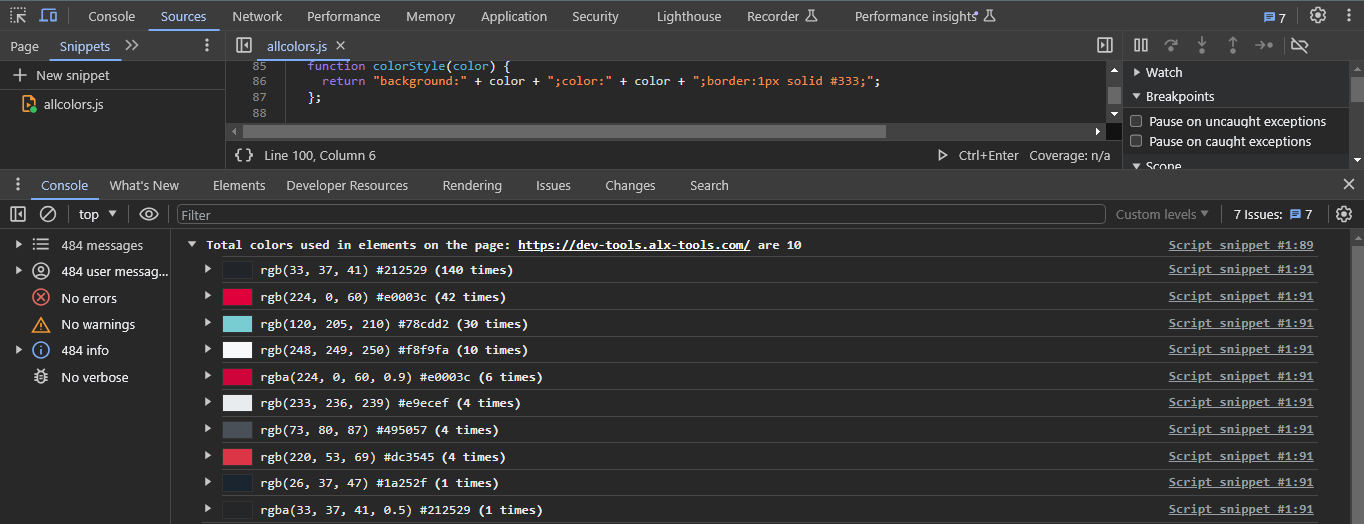 Console Sources Network Performance Memory Application Security Lighthouse Recorder Performance insights 7
Page Snippets
allcolors.js
New snippet
allcolors.js
85 function colorStyle(color) {
86 return "background:" + color + ";color:" + color + ";border:1px solid #333;";
87 };
88
Line 100, Column 6
Ctrl+Enter Coverage: n/a
Watch
Breakpoints
Pause on uncaught exceptions
Pause on caught exceptions
Scope
Console What's New Elements Developer Resources Rendering Issues Changes Search
top Filter Custom levels 7 Issues: 7
484 messages
484 user messag...
No errors
No warnings
484 info
No verbose
Total colors used in elements on the page: https://dev-tools.alx-tools.com/ are 10 Script snippet #1:89
rgb(33, 37, 41) #212529 (140 times) Script snippet #1:91
rgb(224, 0, 60) #e0003c (42 times) Script snippet #1:91
rgb(120, 205, 210) #78cdd2 (30 times) Script snippet #1:91
rgb(248, 249, 250) #f8f9fa (10 times) Script snippet #1:91
rgba(224, 0, 60, 0.9) #e0003c (6 times) Script snippet #1:91
rgb(233, 236, 239) #e9ecef (4 times) Script snippet #1:91
rgb(73, 80, 87) #495057 (4 times) Script snippet #1:91
rgb(220, 53, 69) #dc3545 (4 times) Script snippet #1:91
rgb(26, 37, 47) #1a252f (1 times) Script snippet #1:91
rgba(33, 37, 41, 0.5) #212529 (1 times) Script snippet #1:91